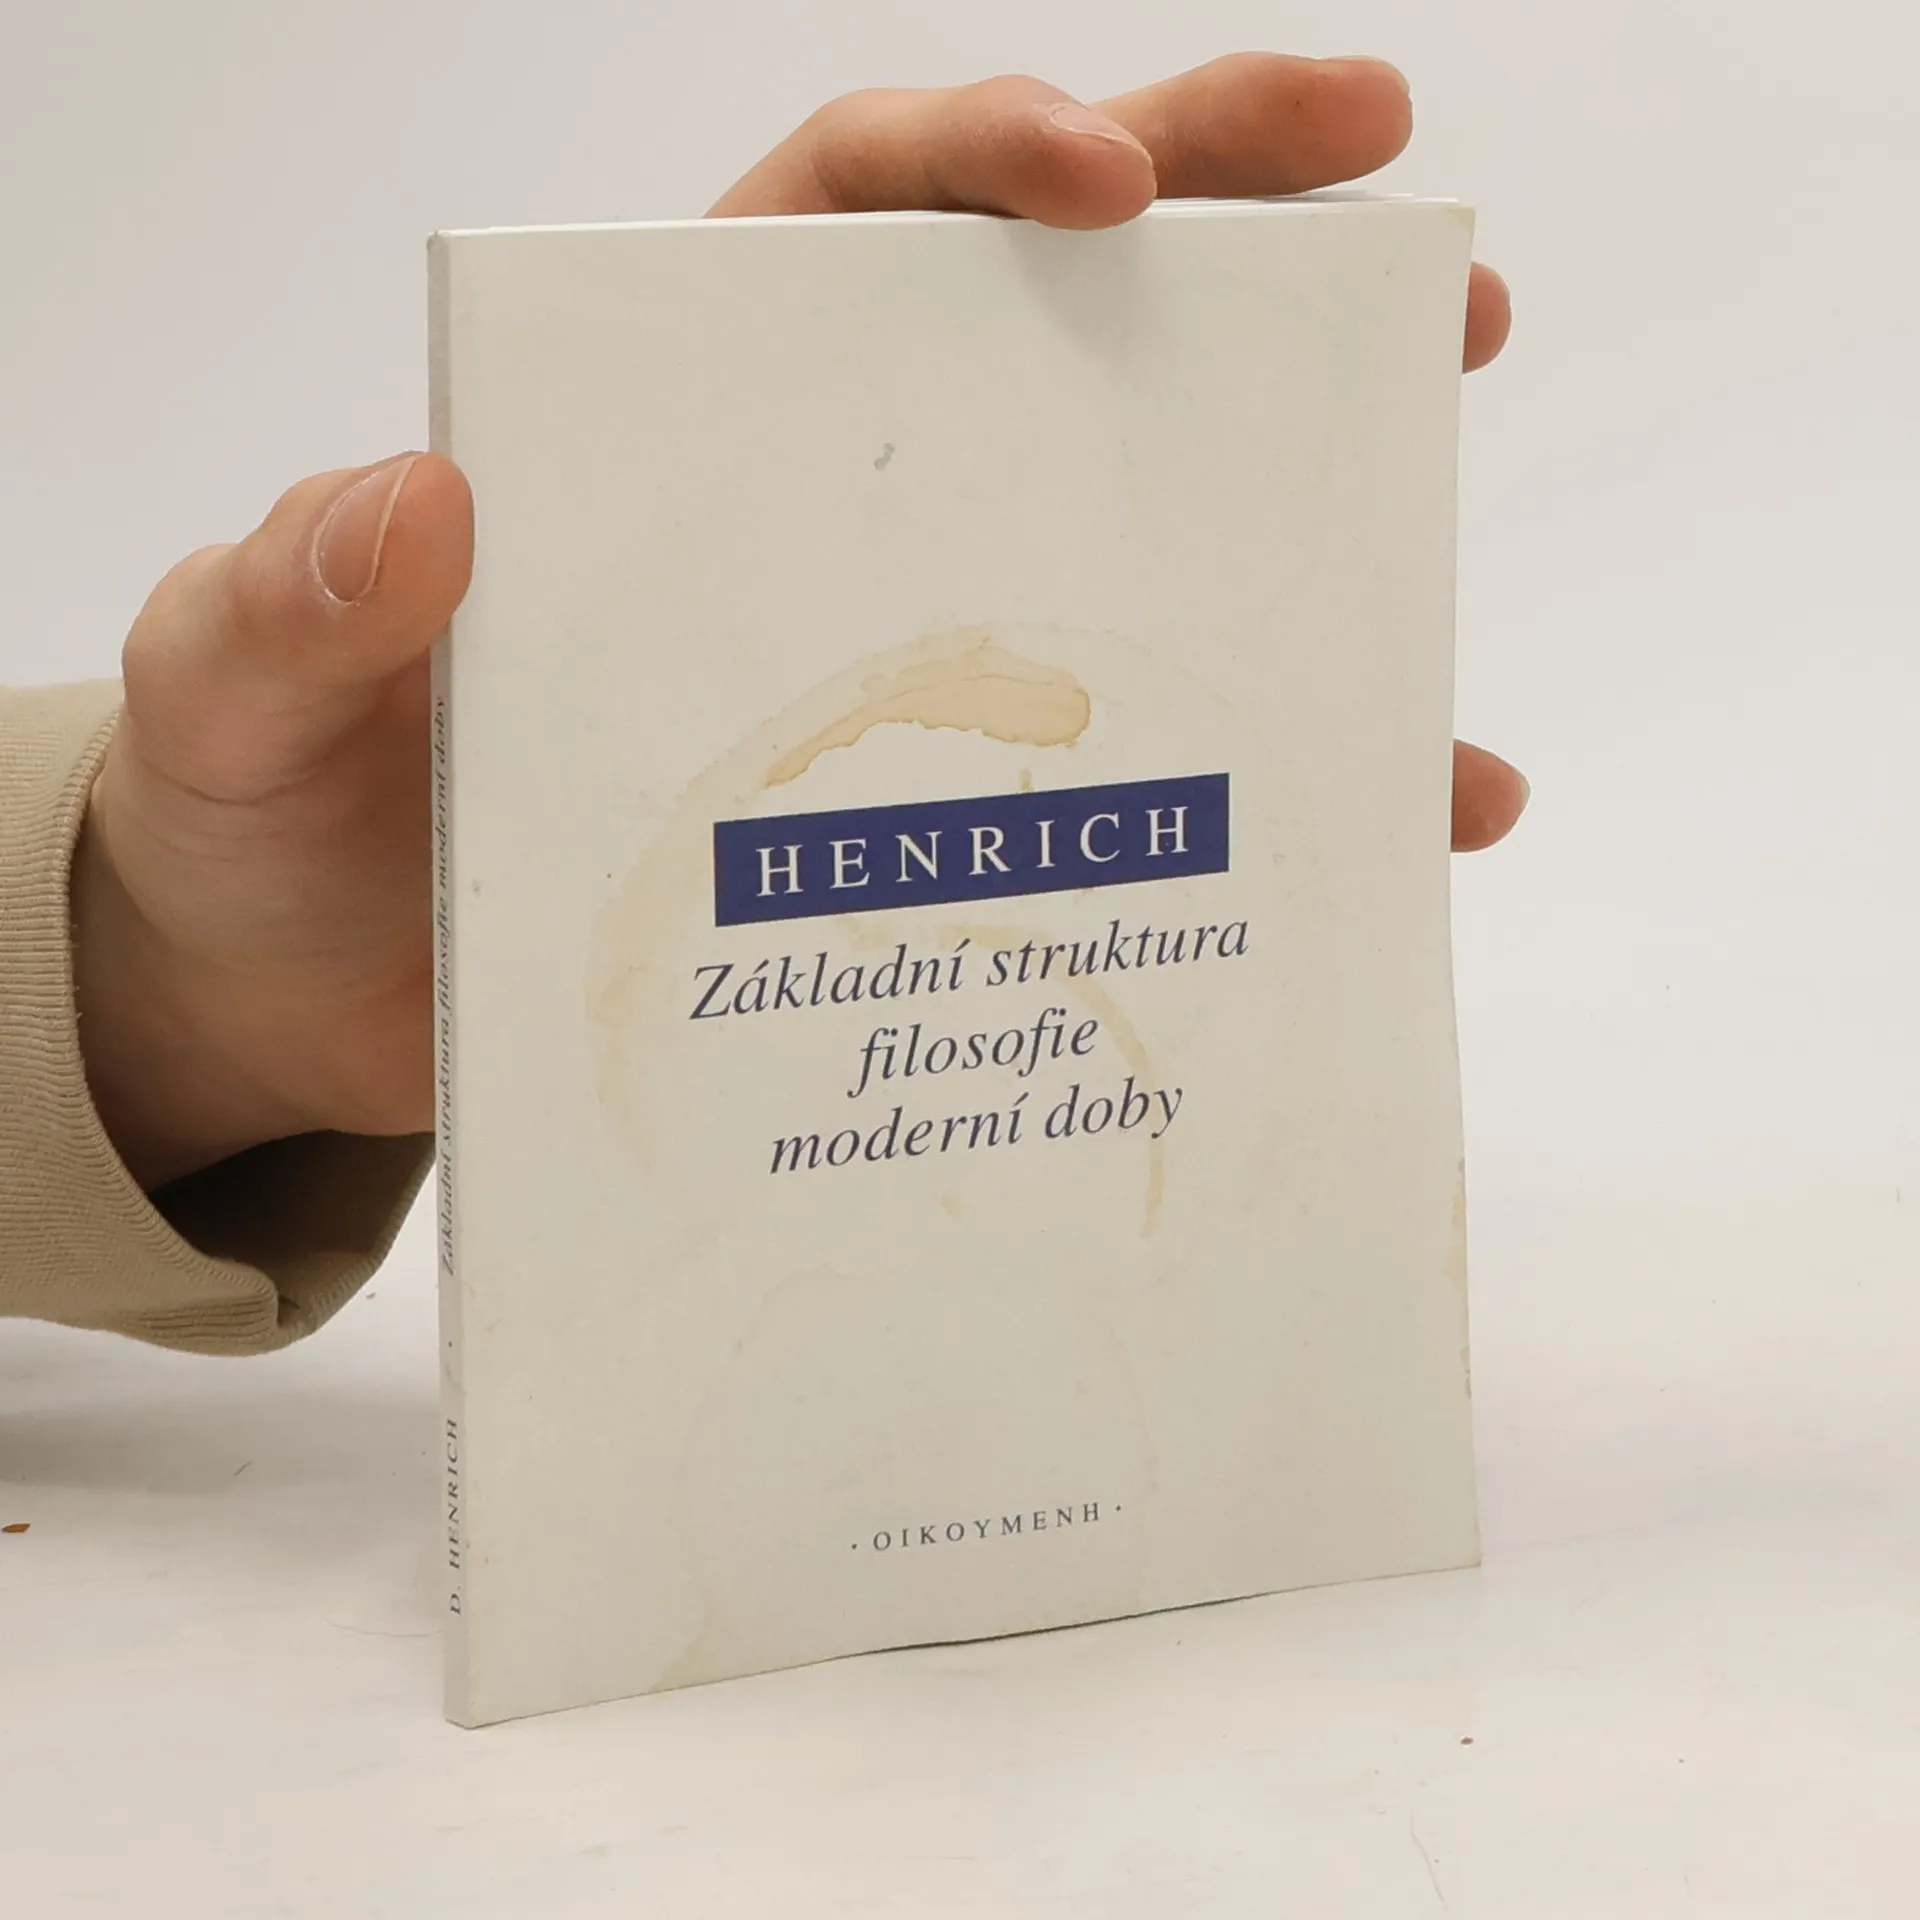 HENRICH
Základní struktura
filosofie
moderní doby
· OIKOYMENH ·
D. HENRICH · Základní struktura filosofie moderní doby